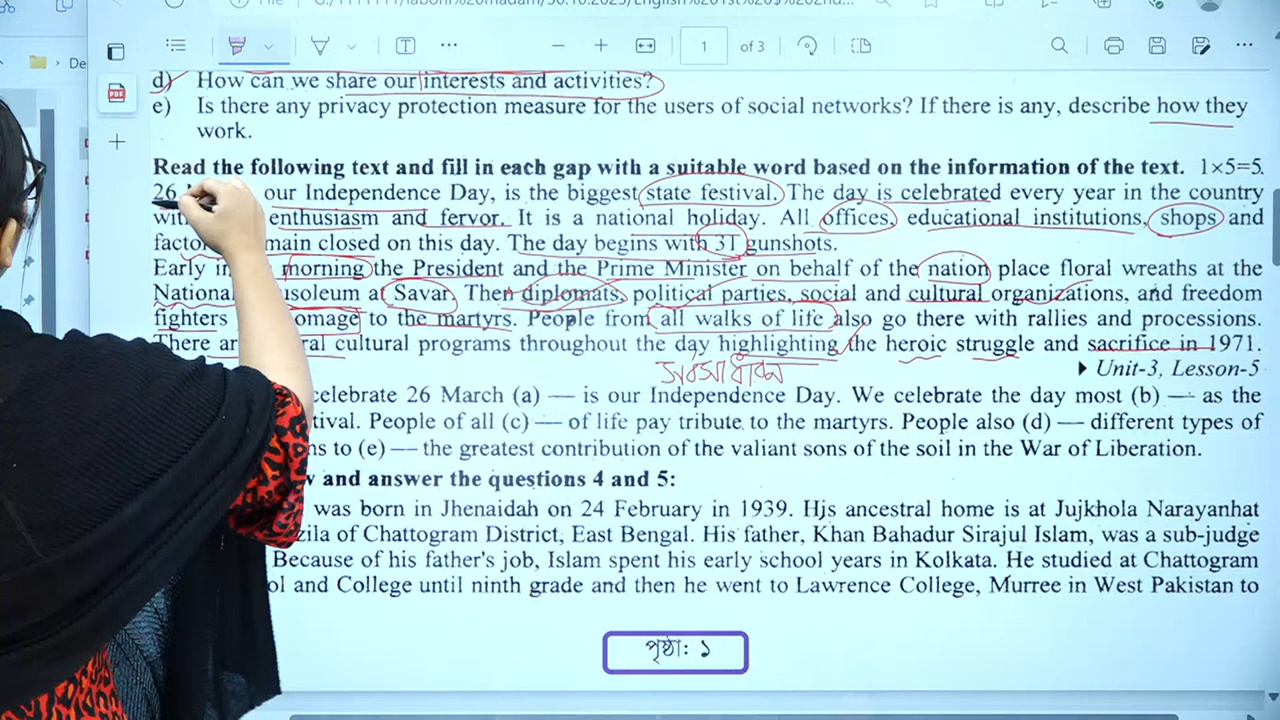 1
of 3
d) How can we share our interests and activities?
e) Is there any privacy protection measure for the users of social networks? If there is any, describe how they
work.
Read the following text and fill in each gap with a suitable word based on the information of the text. 1×5=5
26 our Independence Day, is the biggest state festival. The day is celebrated every year in the country
enthusiasm and fervor. It is a national holiday. All offices, educational institutions, shops and
closed on this day. The day begins with 31 gunshots.
Early morning the President and the Prime Minister on behalf of the nation place floral wreaths at the
National at Savar. Then diplomats, political parties, social and cultural organizations, and freedom
fighters to the martyrs. People from all walks of life also go there with rallies and processions.
There cultural programs throughout the day highlighting the heroic struggle and sacrifice in 1971.
সর্বসাধারন
Unit-3, Lesson-5
celebrate 26 March (a) — is our Independence Day. We celebrate the day most (b) — as the
People of all (c) — of life pay tribute to the martyrs. People also (d) — different types of
to (e) — the greatest contribution of the valiant sons of the soil in the War of Liberation.
and answer the questions 4 and 5:
was born in Jhenaidah on 24 February in 1939. His ancestral home is at Jujkhola Narayanhat
of Chattogram District, East Bengal. His father, Khan Bahadur Sirajul Islam, was a sub-judge
Because of his father's job, Islam spent his early school years in Kolkata. He studied at Chattogram
and College until ninth grade and then he went to Lawrence College, Murree in West Pakistan to
পৃষ্ঠা: ১